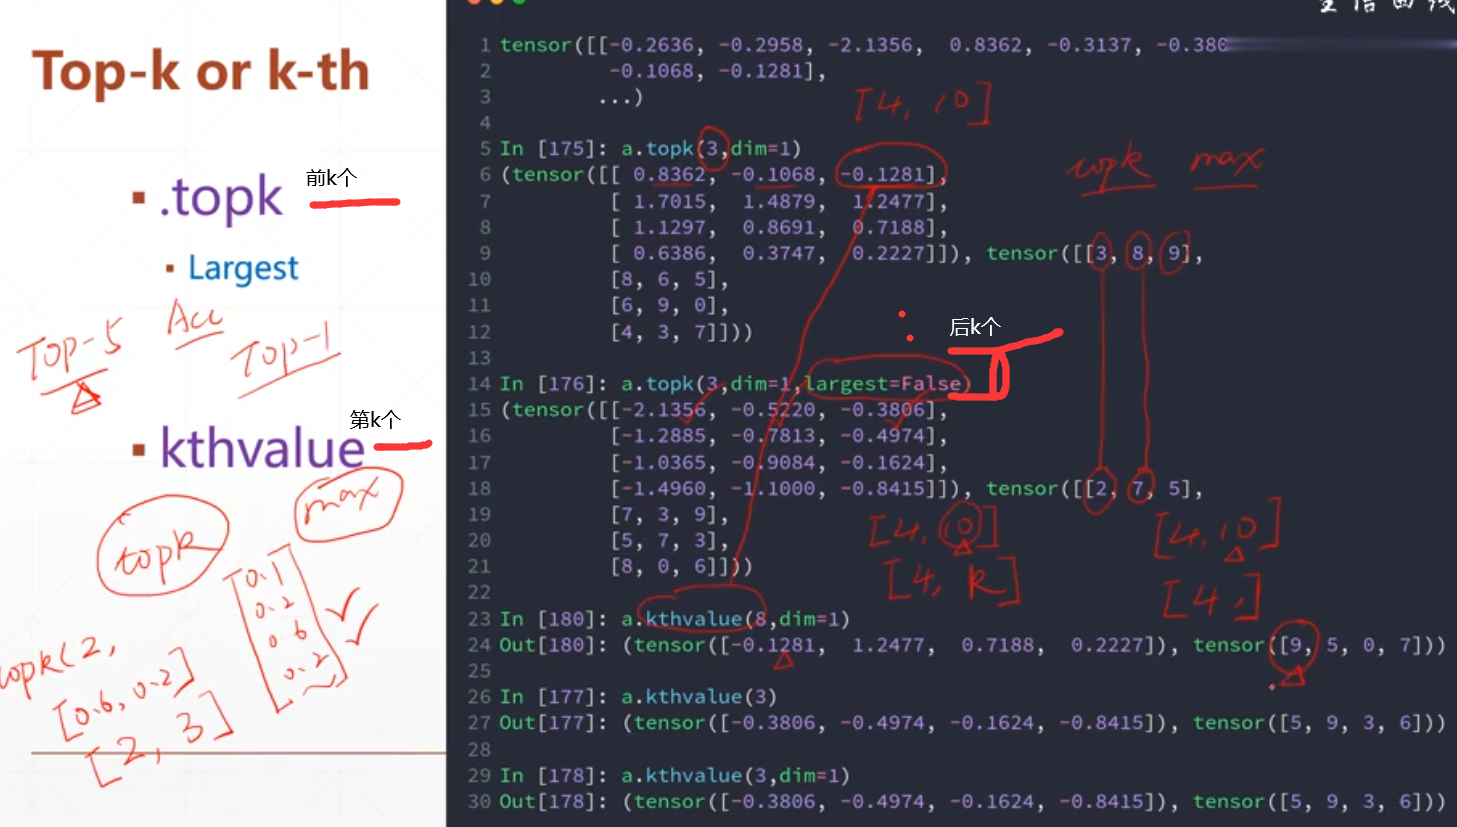 Top-k or k-th
▪ .topk 前k个
▪ Largest
Top-5 Acc Top-1
▪ kthvalue 第k个
topk max
0.1
0.2
0.6
0.2
topk(2,
[0.6, 0.2]
[2, 3]
1 tensor([[-0.2636, -0.2958, -2.1356, 0.8362, -0.3137, -0.380
2 -0.1068, -0.1281],
3 ...)
[4, 10]
4
5 In [175]: a.topk(3,dim=1)
topk max
6 (tensor([[ 0.8362, -0.1068, -0.1281],
7 [ 1.7015, 1.4879, 1.2477],
8 [ 1.1297, 0.8691, 0.7188],
9 [ 0.6386, 0.3747, 0.2227]]), tensor([[3, 8, 9],
10 [8, 6, 5],
11 [6, 9, 0],
12 [4, 3, 7]]))
后k个
13
14 In [176]: a.topk(3,dim=1,largest=False)
15 (tensor([[-2.1356, -0.5220, -0.3806],
16 [-1.2885, -0.7813, -0.4974],
17 [-1.0365, -0.9084, -0.1624],
18 [-1.4960, -1.1000, -0.8415]]), tensor([[2, 7, 5],
19 [7, 3, 9],
20 [5, 7, 3],
21 [8, 0, 6]]))
[4, 10] [4, 10]
[4, k] [4,]
22
23 In [180]: a.kthvalue(8,dim=1)
24 Out[180]: (tensor([-0.1281, 1.2477, 0.7188, 0.2227]), tensor([9, 5, 0, 7]))
25
26 In [177]: a.kthvalue(3)
27 Out[177]: (tensor([-0.3806, -0.4974, -0.1624, -0.8415]), tensor([5, 9, 3, 6]))
28
29 In [178]: a.kthvalue(3,dim=1)
30 Out[178]: (tensor([-0.3806, -0.4974, -0.1624, -0.8415]), tensor([5, 9, 3, 6]))